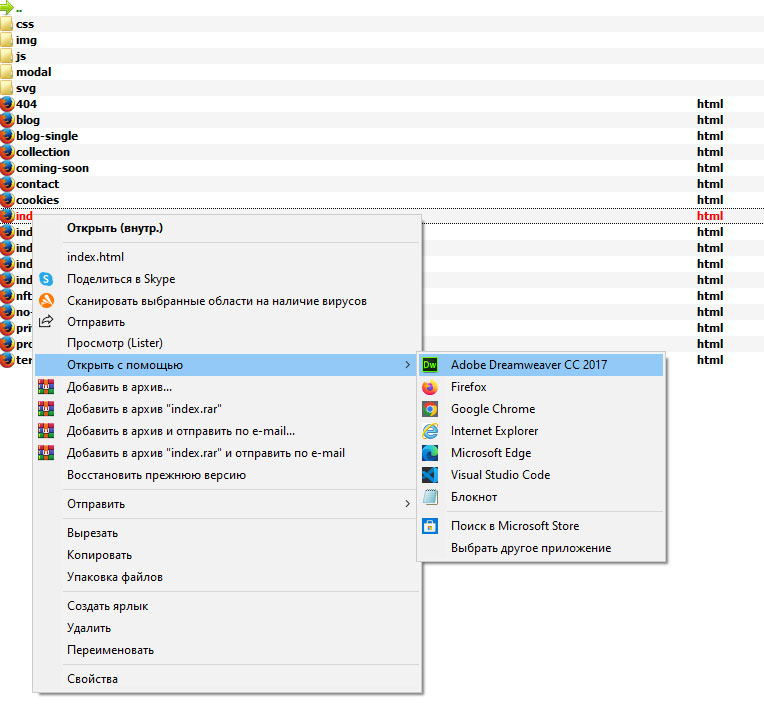 ..
css
img
js
modal
svg
404 html
blog html
blog-single html
collection html
coming-soon html
contact html
cookies html
ind html
ind html
ind html
ind html
ind html
nft html
no- html
pri html
pro html
ter html
Открыть (внутр.)
index.html
Поделиться в Skype
Сканировать выбранные области на наличие вирусов
Отправить
Просмотр (Lister)
Открыть с помощью
Добавить в архив...
Добавить в архив "index.rar"
Добавить в архив и отправить по e-mail...
Добавить в архив "index.rar" и отправить по e-mail
Восстановить прежнюю версию
Отправить
Вырезать
Копировать
Упаковка файлов
Создать ярлык
Удалить
Переименовать
Свойства
Dw Adobe Dreamweaver CC 2017
Firefox
Google Chrome
Internet Explorer
Microsoft Edge
Visual Studio Code
Блокнот
Поиск в Microsoft Store
Выбрать другое приложение